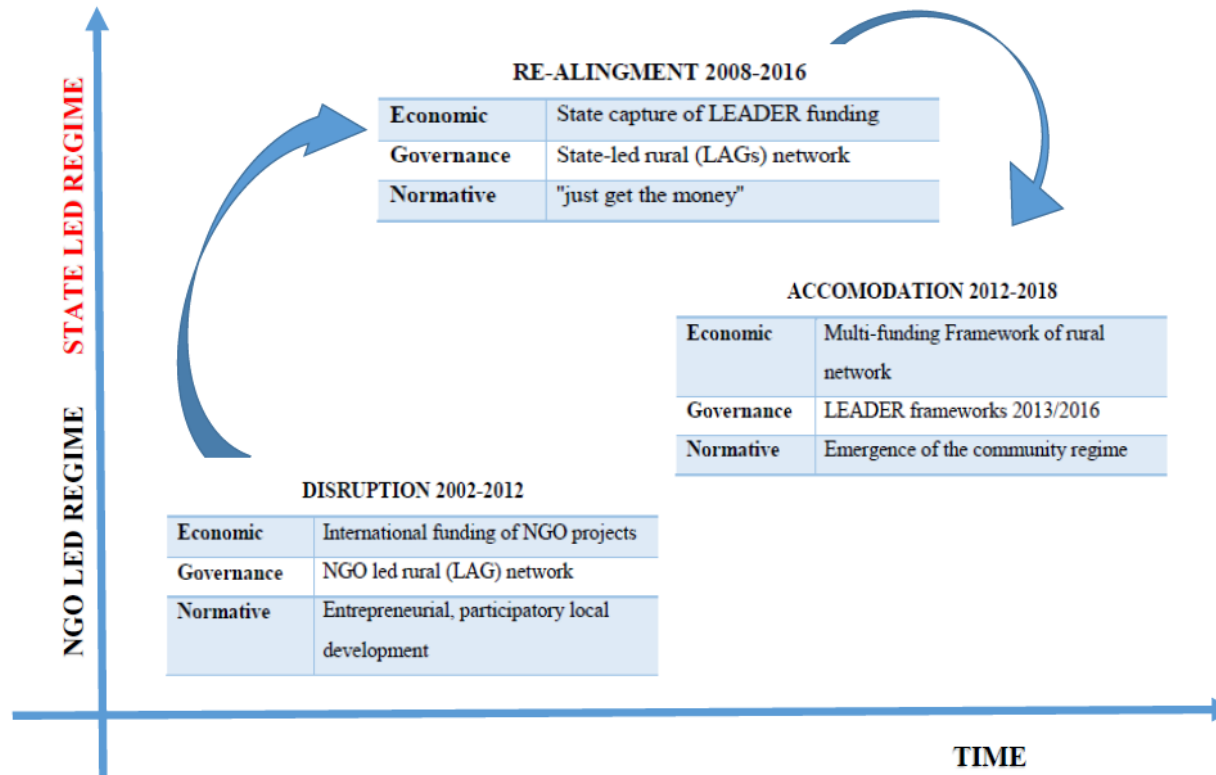 STATE LED REGIME
NGO LED REGIME
RE-ALINGMENT 2008-2016
Economic State capture of LEADER funding
Governance State-led rural (LAGs) network
Normative "just get the money"
ACCOMODATION 2012-2018
Economic Multi-funding Framework of rural
network
Governance LEADER frameworks 2013/2016
Normative Emergence of the community regime
DISRUPTION 2002-2012
Economic International funding of NGO projects
Governance NGO led rural (LAG) network
Normative Entrepreneurial, participatory local
development
TIME